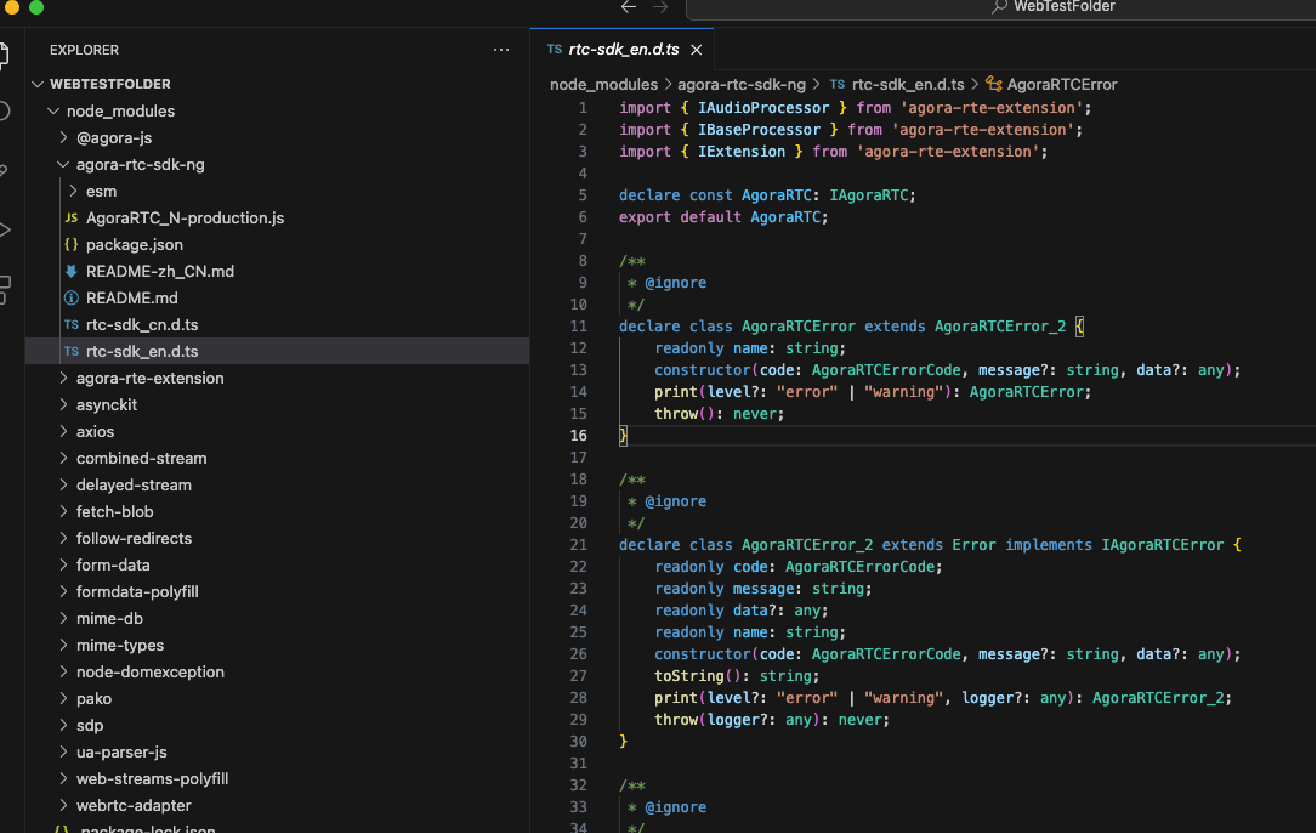 WebTestFolder
EXPLORER
WEBTESTFOLDER
node_modules
@agora-js
agora-rtc-sdk-ng
esm
JS AgoraRTC_N-production.js
{} package.json
README-zh_CN.md
README.md
TS rtc-sdk_cn.d.ts
TS rtc-sdk_en.d.ts
agora-rte-extension
asynckit
axios
combined-stream
delayed-stream
fetch-blob
follow-redirects
form-data
formdata-polyfill
mime-db
mime-types
node-domexception
pako
sdp
ua-parser-js
web-streams-polyfill
webrtc-adapter
{} .package-lock.json
TS rtc-sdk_en.d.ts
node_modules > agora-rtc-sdk-ng > TS rtc-sdk_en.d.ts > AgoraRTCError
1 import { IAudioProcessor } from 'agora-rte-extension';
2 import { IBaseProcessor } from 'agora-rte-extension';
3 import { IExtension } from 'agora-rte-extension';
4
5 declare const AgoraRTC: IAgoraRTC;
6 export default AgoraRTC;
7
8 /**
9 * @ignore
10 */
11 declare class AgoraRTCError extends AgoraRTCError_2 {
12 readonly name: string;
13 constructor(code: AgoraRTCErrorCode, message?: string, data?: any);
14 print(level?: "error" | "warning"): AgoraRTCError;
15 throw(): never;
16 }
17
18 /**
19 * @ignore
20 */
21 declare class AgoraRTCError_2 extends Error implements IAgoraRTCError {
22 readonly code: AgoraRTCErrorCode;
23 readonly message: string;
24 readonly data?: any;
25 readonly name: string;
26 constructor(code: AgoraRTCErrorCode, message?: string, data?: any);
27 toString(): string;
28 print(level?: "error" | "warning", logger?: any): AgoraRTCError_2;
29 throw(logger?: any): never;
30 }
31
32 /**
33 * @ignore
34 */